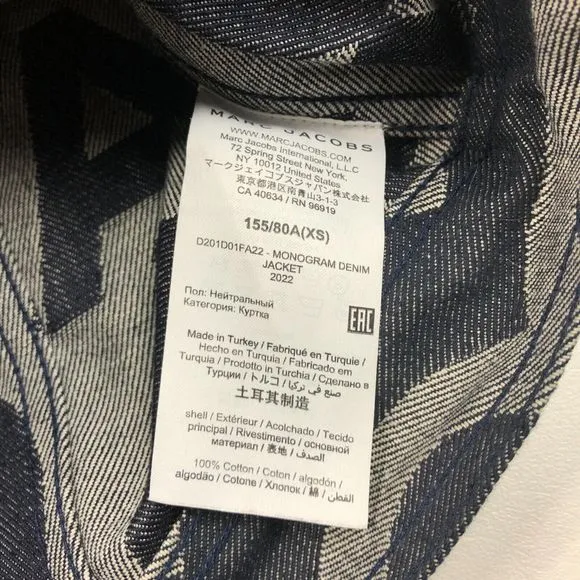 MARC JACOBS
WWW.MARCJACOBS.COM
Marc Jacobs International, L.L.C
72 Spring Street New York,
NY 10012 United States
マークジェイコブスジャパン株式会社
東京都港区南青山3-1-3
CA 40634 / RN 96919
155/80A(XS)
D201D01FA22 - MONOGRAM DENIM
JACKET
2022
Пол: Нейтральный
Категория: Куртка
EAC
Made in Turkey / Fabriqué en Turquie /
Hecho en Turquia / Fabricado em
Turquia / Prodotto in Turchia / Сделано в
Турции / トルコ / صنع في تركيا /
土耳其制造
shell / Extérieur / Acolchado / Tecido
principal / Rivestimento / основной
материал / 表地 / الصدف /
100% Cotton / Coton / algodón /
algodão / Cotone / Хлопок / 綿 / القطن /